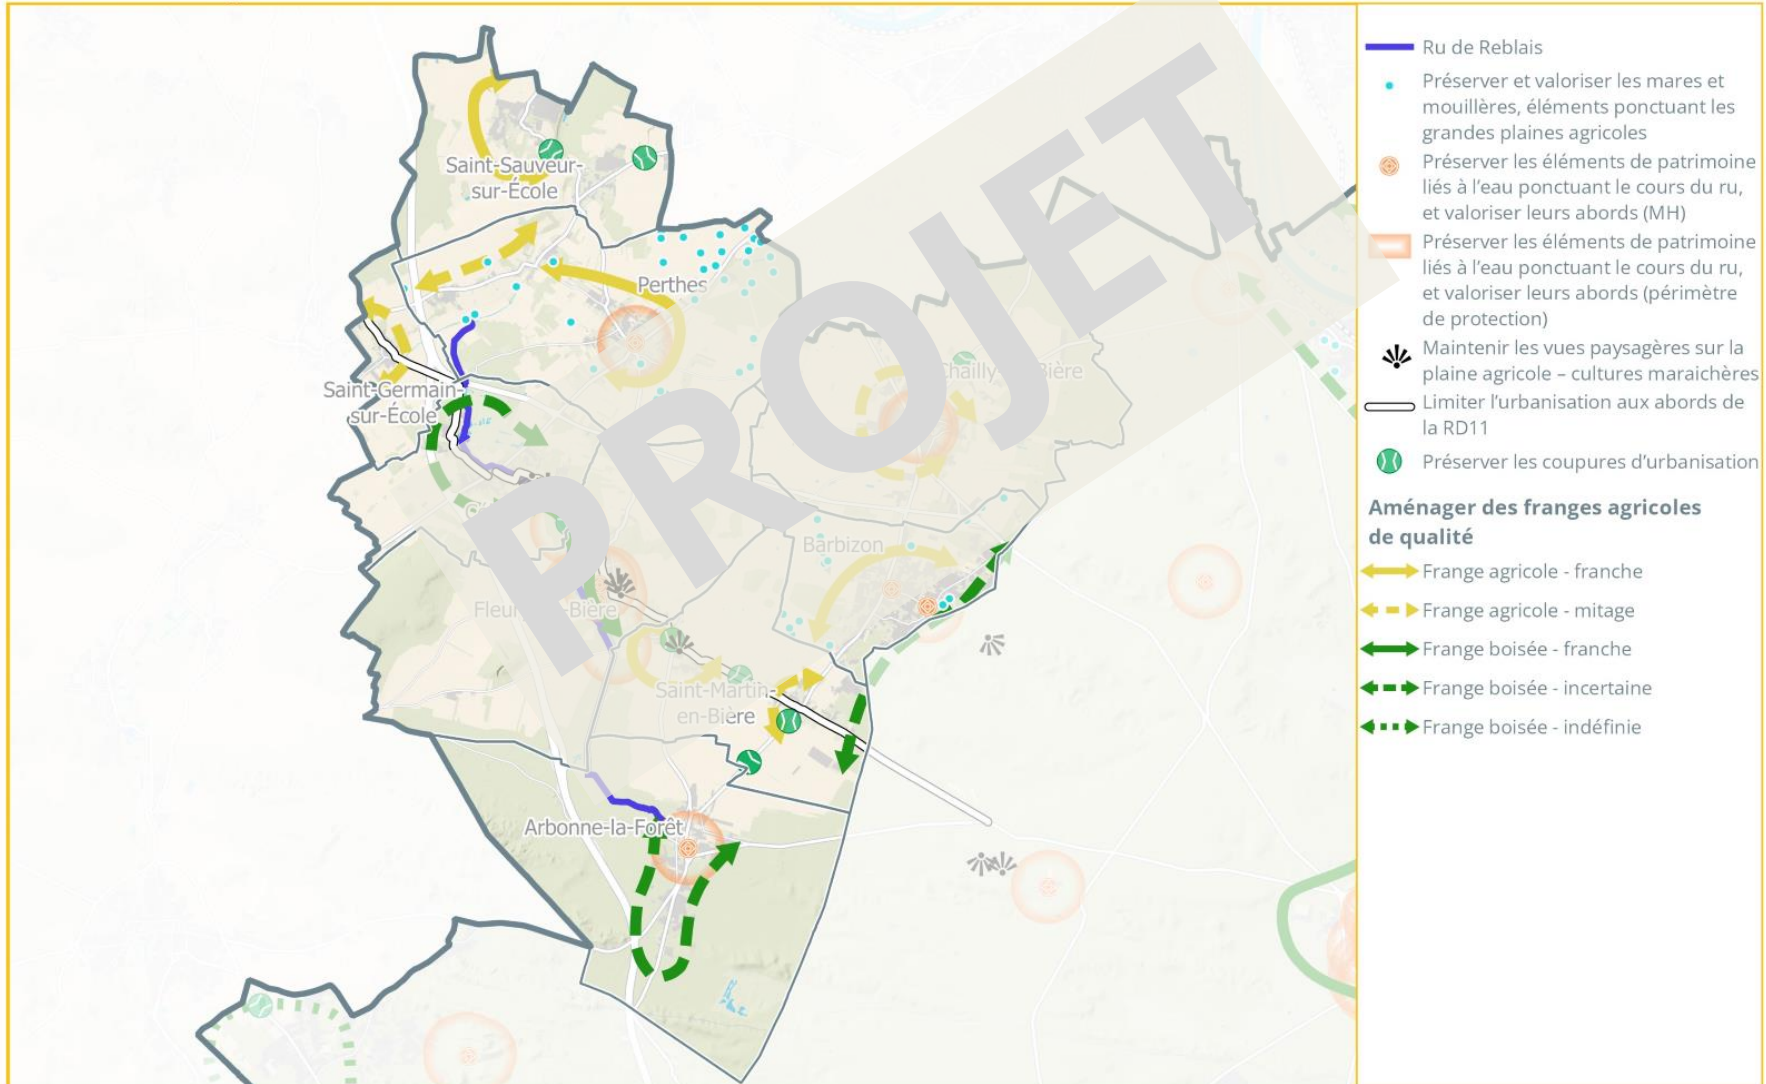 PROJET
Saint-Sauveur-
sur-École
Perthes
Saint-Germain-
sur-École
Chailly-
Bière
Barbizon
Fleury-
-Bière
Saint-Martin-
en-Bière
Arbonne-la-Forêt
Ru de Reblais
Préserver et valoriser les mares et
mouillères, éléments ponctuant les
grandes plaines agricoles
Préserver les éléments de patrimoine
liés à l'eau ponctuant le cours du ru,
et valoriser leurs abords (MH)
Préserver les éléments de patrimoine
liés à l'eau ponctuant le cours du ru,
et valoriser leurs abords (périmètre
de protection)
Maintenir les vues paysagères sur la
plaine agricole – cultures maraichères
Limiter l'urbanisation aux abords de
la RD11
Préserver les coupures d'urbanisation
Aménager des franges agricoles
de qualité
Frange agricole - franche
Frange agricole - mitage
Frange boisée - franche
Frange boisée - incertaine
Frange boisée - indéfinie